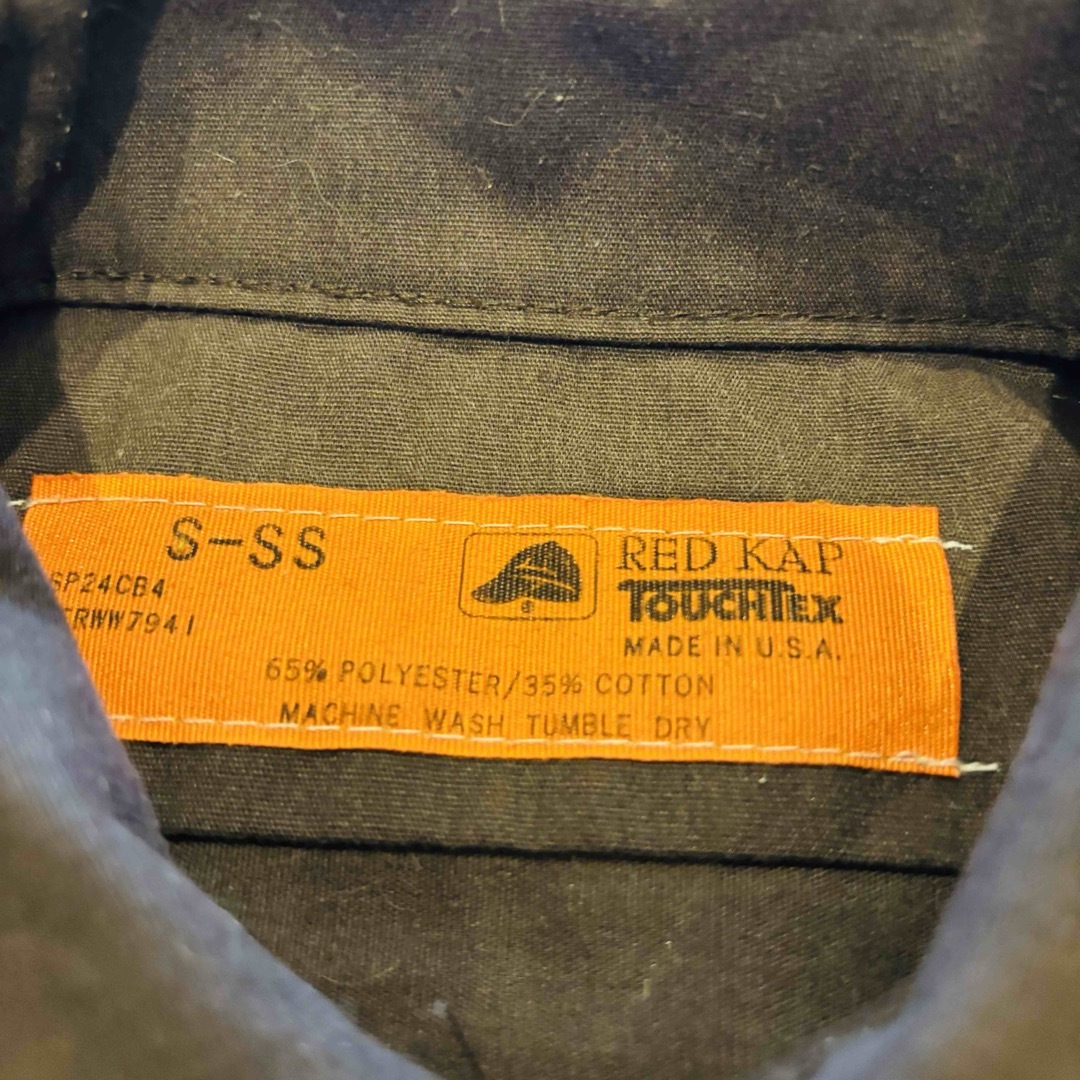 S-SS
SP24CB4
RWW7941
RED KAP
TOUCHTEX
MADE IN U.S.A.
65% POLYESTER/35% COTTON
MACHINE WASH TUMBLE DRY